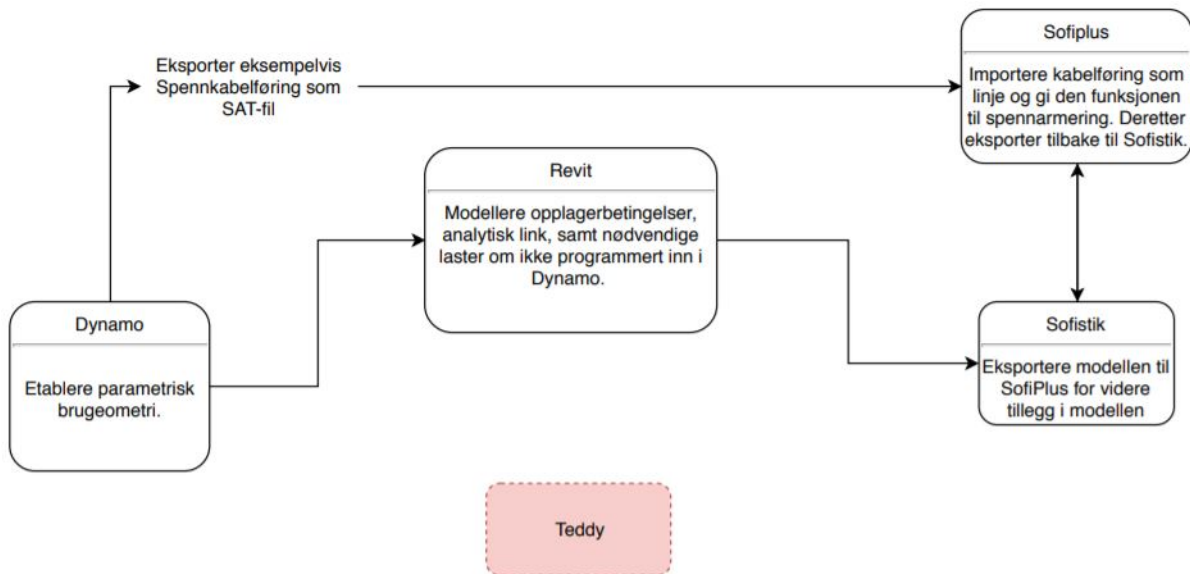 Eksporter eksempelvis
Spennkabelføring som
SAT-fil
Sofiplus
Importere kabelføring som
linje og gi den funksjonen
til spennarmering. Deretter
eksporter tilbake til Sofistik.
Revit
Modellere opplagerbetingelser,
analytisk link, samt nødvendige
laster om ikke programmert inn i
Dynamo.
Dynamo
Etablere parametrisk
brugeometri.
Sofistik
Eksportere modellen til
SofiPlus for videre
tillegg i modellen
Teddy